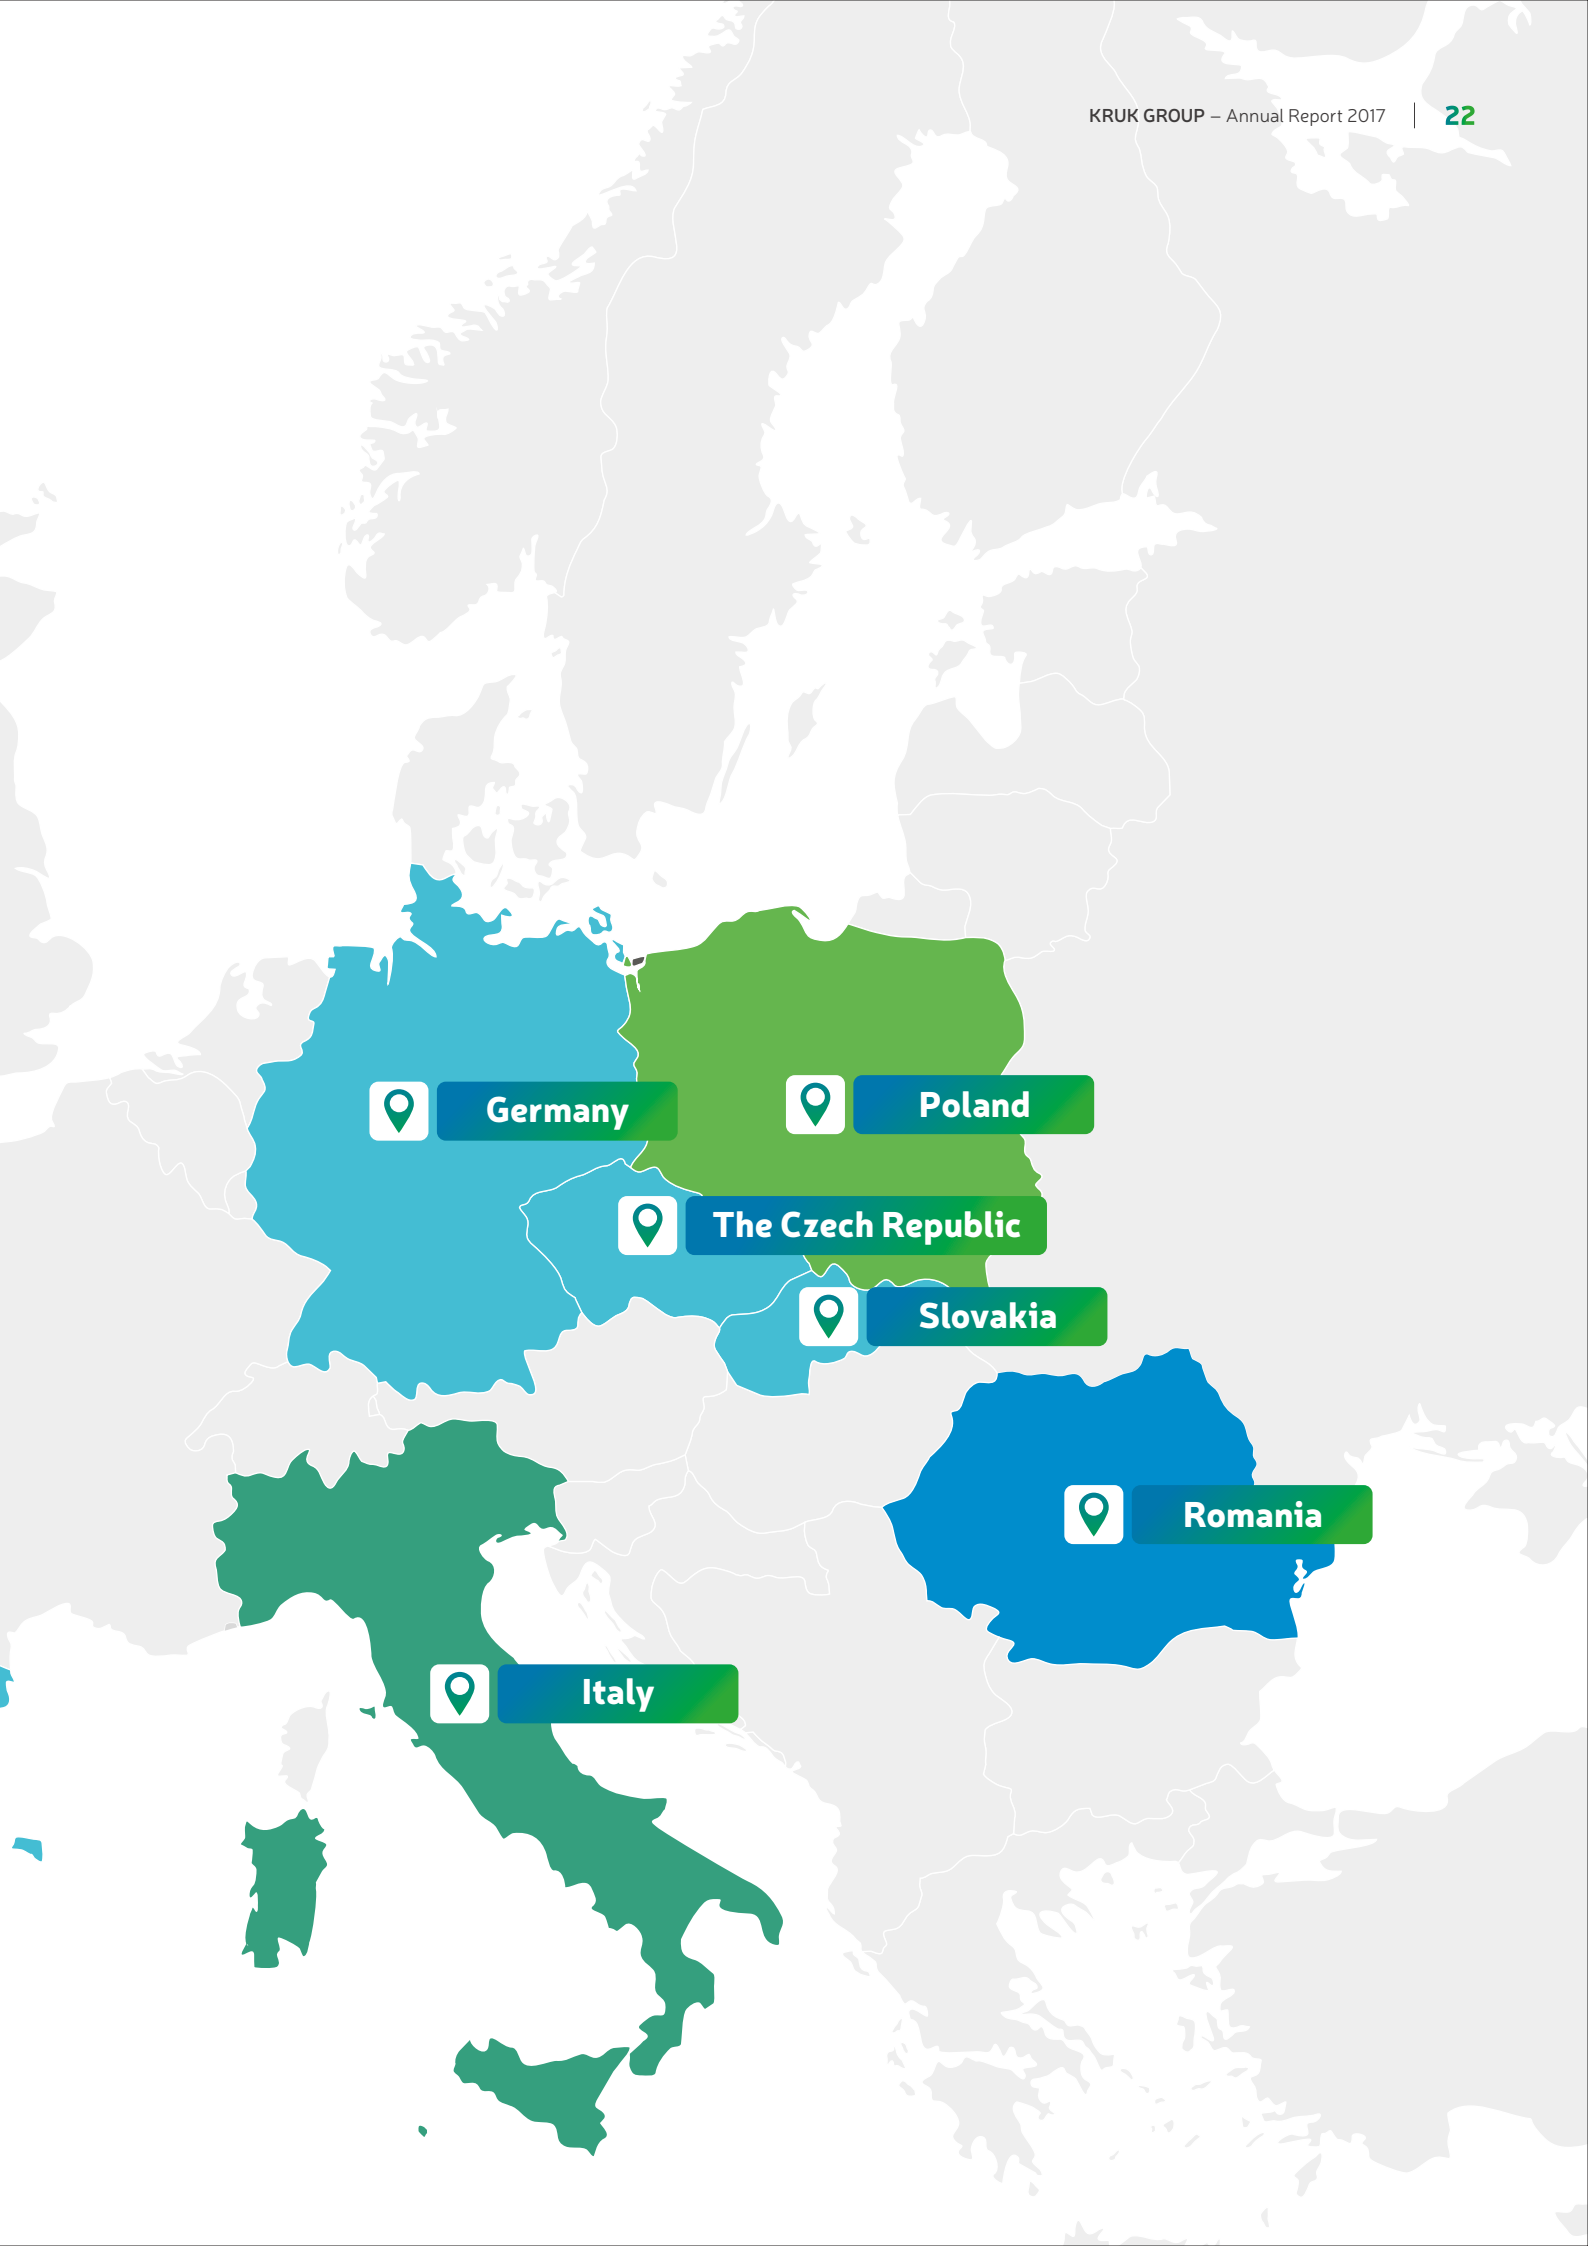 KRUK GROUP – Annual Report 2017 22
Germany
Poland
The Czech Republic
Slovakia
Romania
Italy